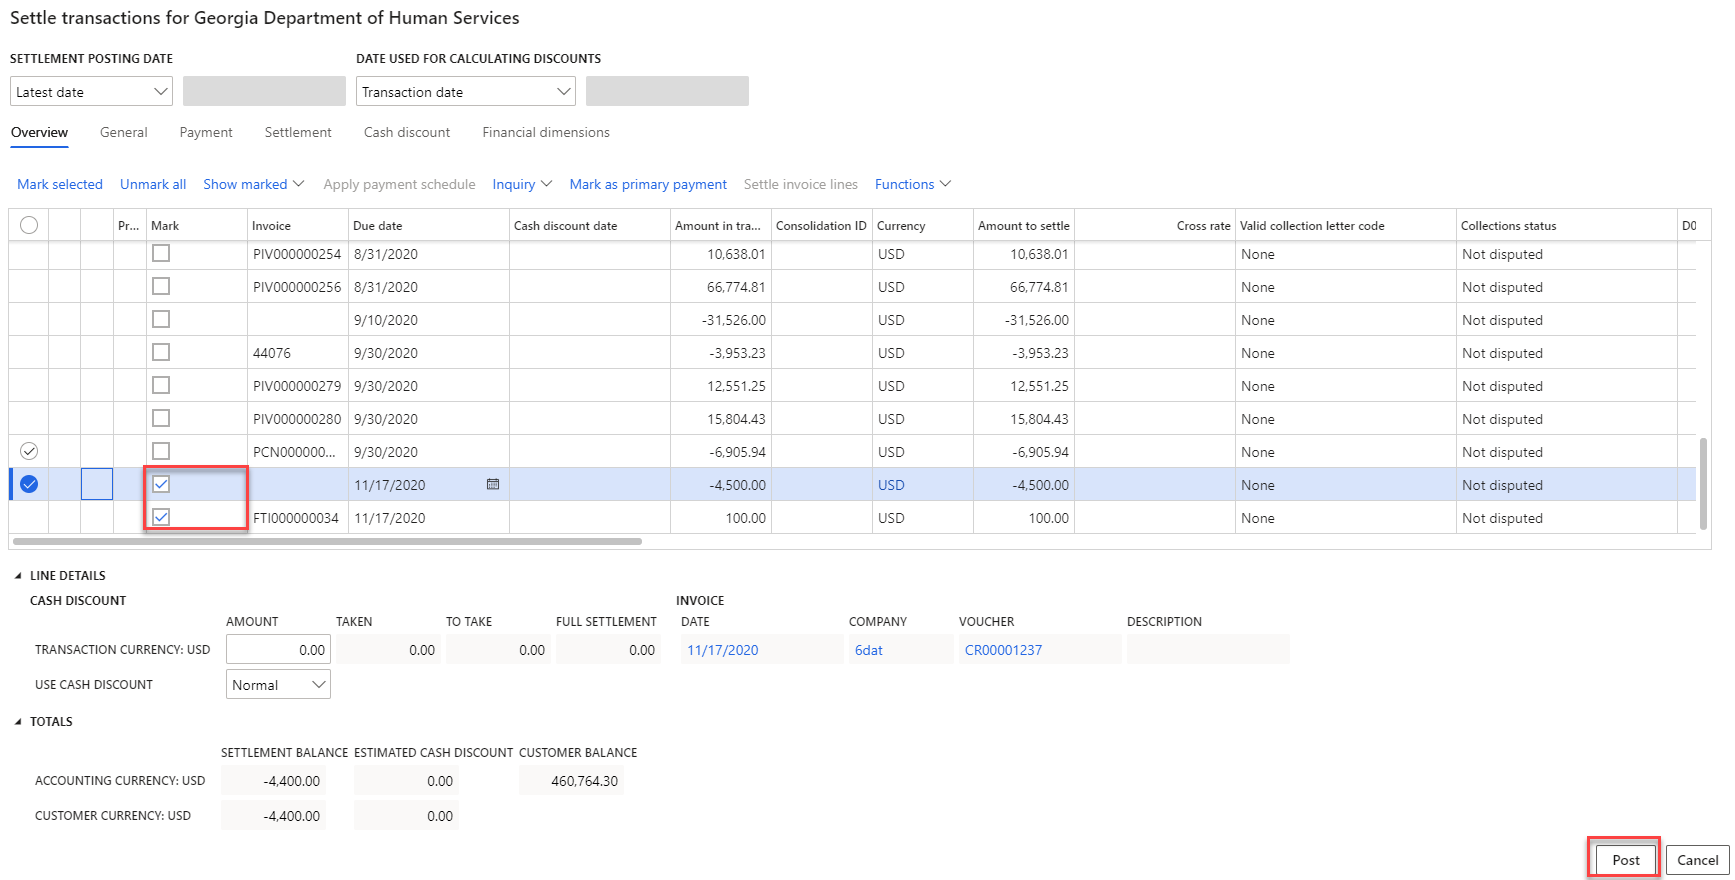 Settle transactions for Georgia Department of Human Services
SETTLEMENT POSTING DATE DATE USED FOR CALCULATING DISCOUNTS
Latest date Transaction date
Overview General Payment Settlement Cash discount Financial dimensions
Mark selected Unmark all Show marked Apply payment schedule Inquiry Mark as primary payment Settle invoice lines Functions
Pr... Mark Invoice Due date Cash discount date Amount in tra... Consolidation ID Currency Amount to settle Cross rate Valid collection letter code Collections status
PIV000000254 8/31/2020 10,638.01 USD 10,638.01 None Not disputed
PIV000000256 8/31/2020 66,774.81 USD 66,774.81 None Not disputed
9/10/2020 -31,526.00 USD -31,526.00 None Not disputed
44076 9/30/2020 -3,953.23 USD -3,953.23 None Not disputed
PIV000000279 9/30/2020 12,551.25 USD 12,551.25 None Not disputed
PIV000000280 9/30/2020 15,804.43 USD 15,804.43 None Not disputed
PCN000000... 9/30/2020 -6,905.94 USD -6,905.94 None Not disputed
11/17/2020 -4,500.00 USD -4,500.00 None Not disputed
FTI000000034 11/17/2020 100.00 USD 100.00 None Not disputed
LINE DETAILS
CASH DISCOUNT INVOICE
AMOUNT TAKEN TO TAKE FULL SETTLEMENT DATE COMPANY VOUCHER DESCRIPTION
TRANSACTION CURRENCY: USD 0.00 0.00 0.00 0.00 11/17/2020 6dat CR00001237
USE CASH DISCOUNT Normal
TOTALS
SETTLEMENT BALANCE ESTIMATED CASH DISCOUNT CUSTOMER BALANCE
ACCOUNTING CURRENCY: USD -4,400.00 0.00 460,764.30
CUSTOMER CURRENCY: USD -4,400.00 0.00
Post Cancel